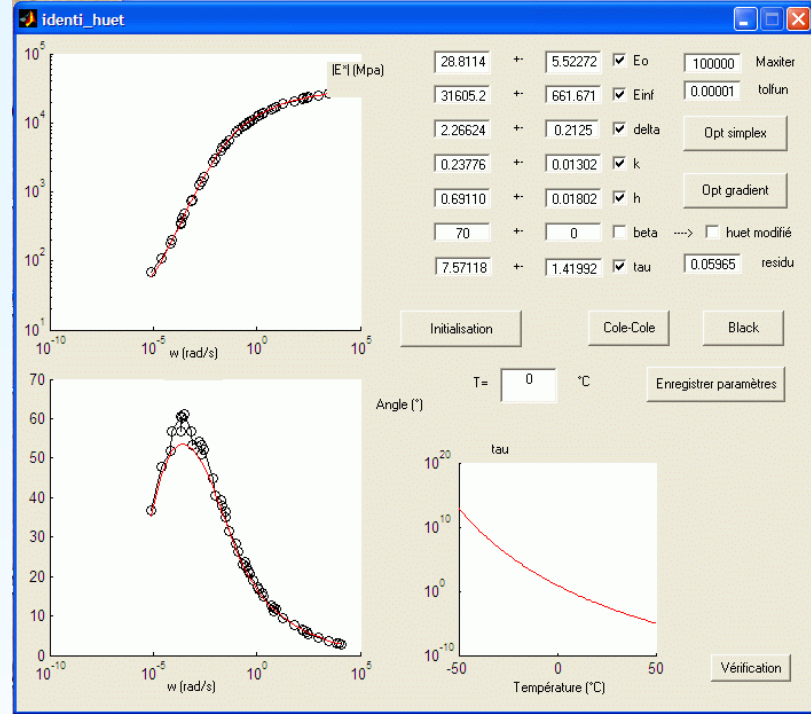 identi_huet
10^5
10^4
10^3
10^2
10^1
|E*| (Mpa)
10^-10
10^-5
10^0
10^5
w (rad/s)
28.8114 +- 5.52272 Eo
31605.2 +- 661.671 Einf
2.26624 +- 0.2125 delta
0.23776 +- 0.01302 k
0.69110 +- 0.01802 h
70 +- 0 beta ----> huet modifié
7.57118 +- 1.41992 tau
100000 Maxiter
0.00001 tolfun
Opt simplex
Opt gradient
0.05965 residu
Initialisation
Cole-Cole
Black
T= 0 °C
Enregistrer paramètres
70
60
50
40
30
20
10
0
Angle (°)
10^-10
10^-5
10^0
10^5
w (rad/s)
tau
10^20
10^10
10^0
10^-10
-50
0
50
Température (°C)
Vérification